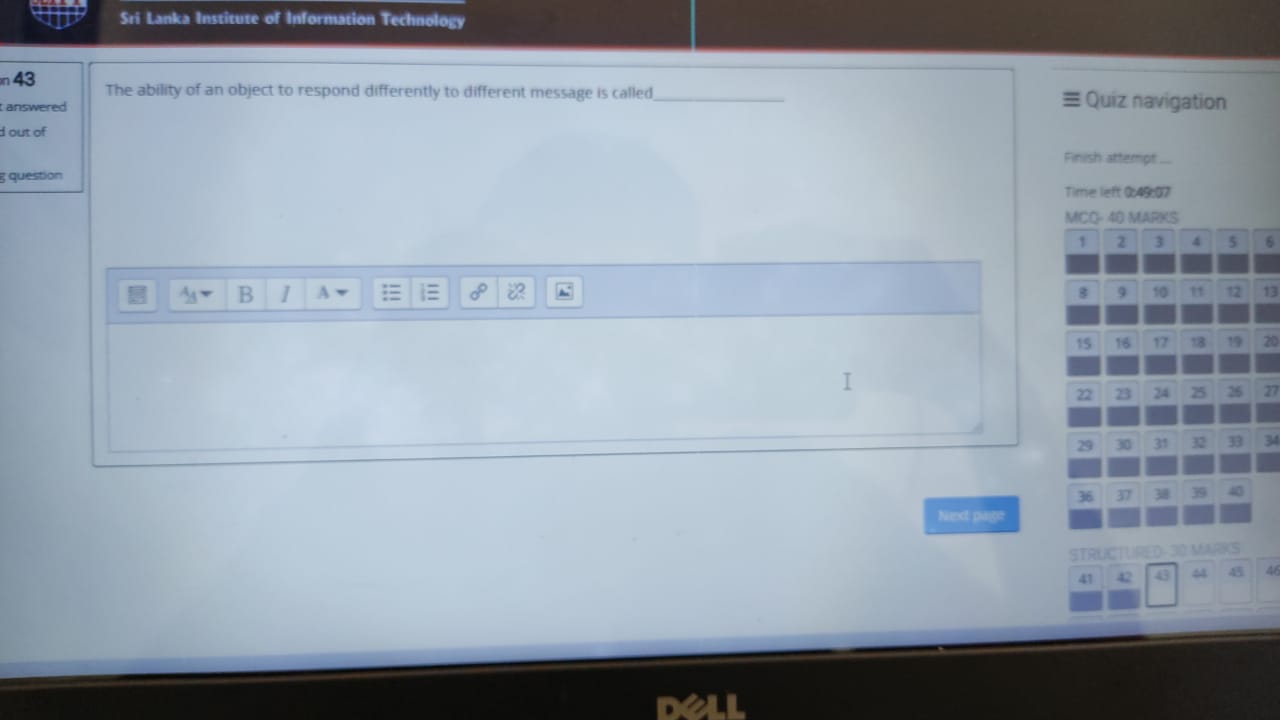 Sri Lanka Institute of Information Technology
43
answered
out of
question
The ability of an object to respond differently to different message is called______________
B I A
Next page
Quiz navigation
Finish attempt ...
Time left 0:49:07
MCQ- 40 MARKS
1 2 3 4 5 6
8 9 10 11 12 13
15 16 17 18 19 20
22 23 24 25 26 27
29 30 31 32 33 34
36 37 38 39 40
STRUCTURED- 30 MARKS
41 42 43 44 45 46
DELL